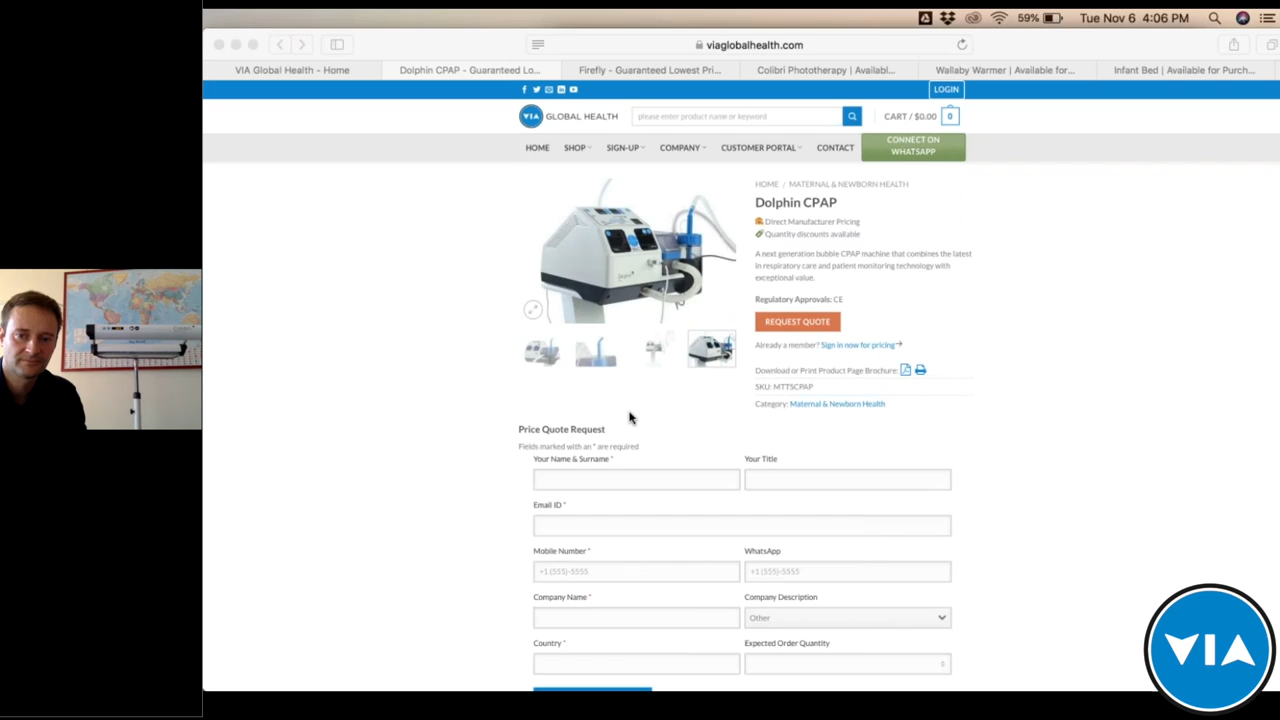 59%
Tue Nov 6 4:06 PM
viaglobalhealth.com
VIA Global Health - Home
Dolphin CPAP - Guaranteed Lo...
Firefly - Guaranteed Lowest Pri...
Colibri Phototherapy | Availabl...
Wallaby Warmer | Available for...
Infant Bed | Available for Purch...
LOGIN
VIA GLOBAL HEALTH
please enter product name or keyword
CART / $0.00 0
HOME
SHOP
SIGN-UP
COMPANY
CUSTOMER PORTAL
CONTACT
CONNECT ON
WHATSAPP
HOME / MATERNAL & NEWBORN HEALTH
Dolphin CPAP
Direct Manufacturer Pricing
Quantity discounts available
A next generation bubble CPAP machine that combines the latest
in respiratory care and patient monitoring technology with
exceptional value.
Regulatory Approvals: CE
REQUEST QUOTE
Already a member? Sign in now for pricing
Download or Print Product Page Brochure:
SKU: MTTSCPAP
Category: Maternal & Newborn Health
Price Quote Request
Fields marked with an * are required
Your Name & Surname *
Your Title
Email ID *
Mobile Number *
WhatsApp
+1 (555)-5555
+1 (555)-5555
Company Name *
Company Description
Other
Country *
Expected Order Quantity
VIA